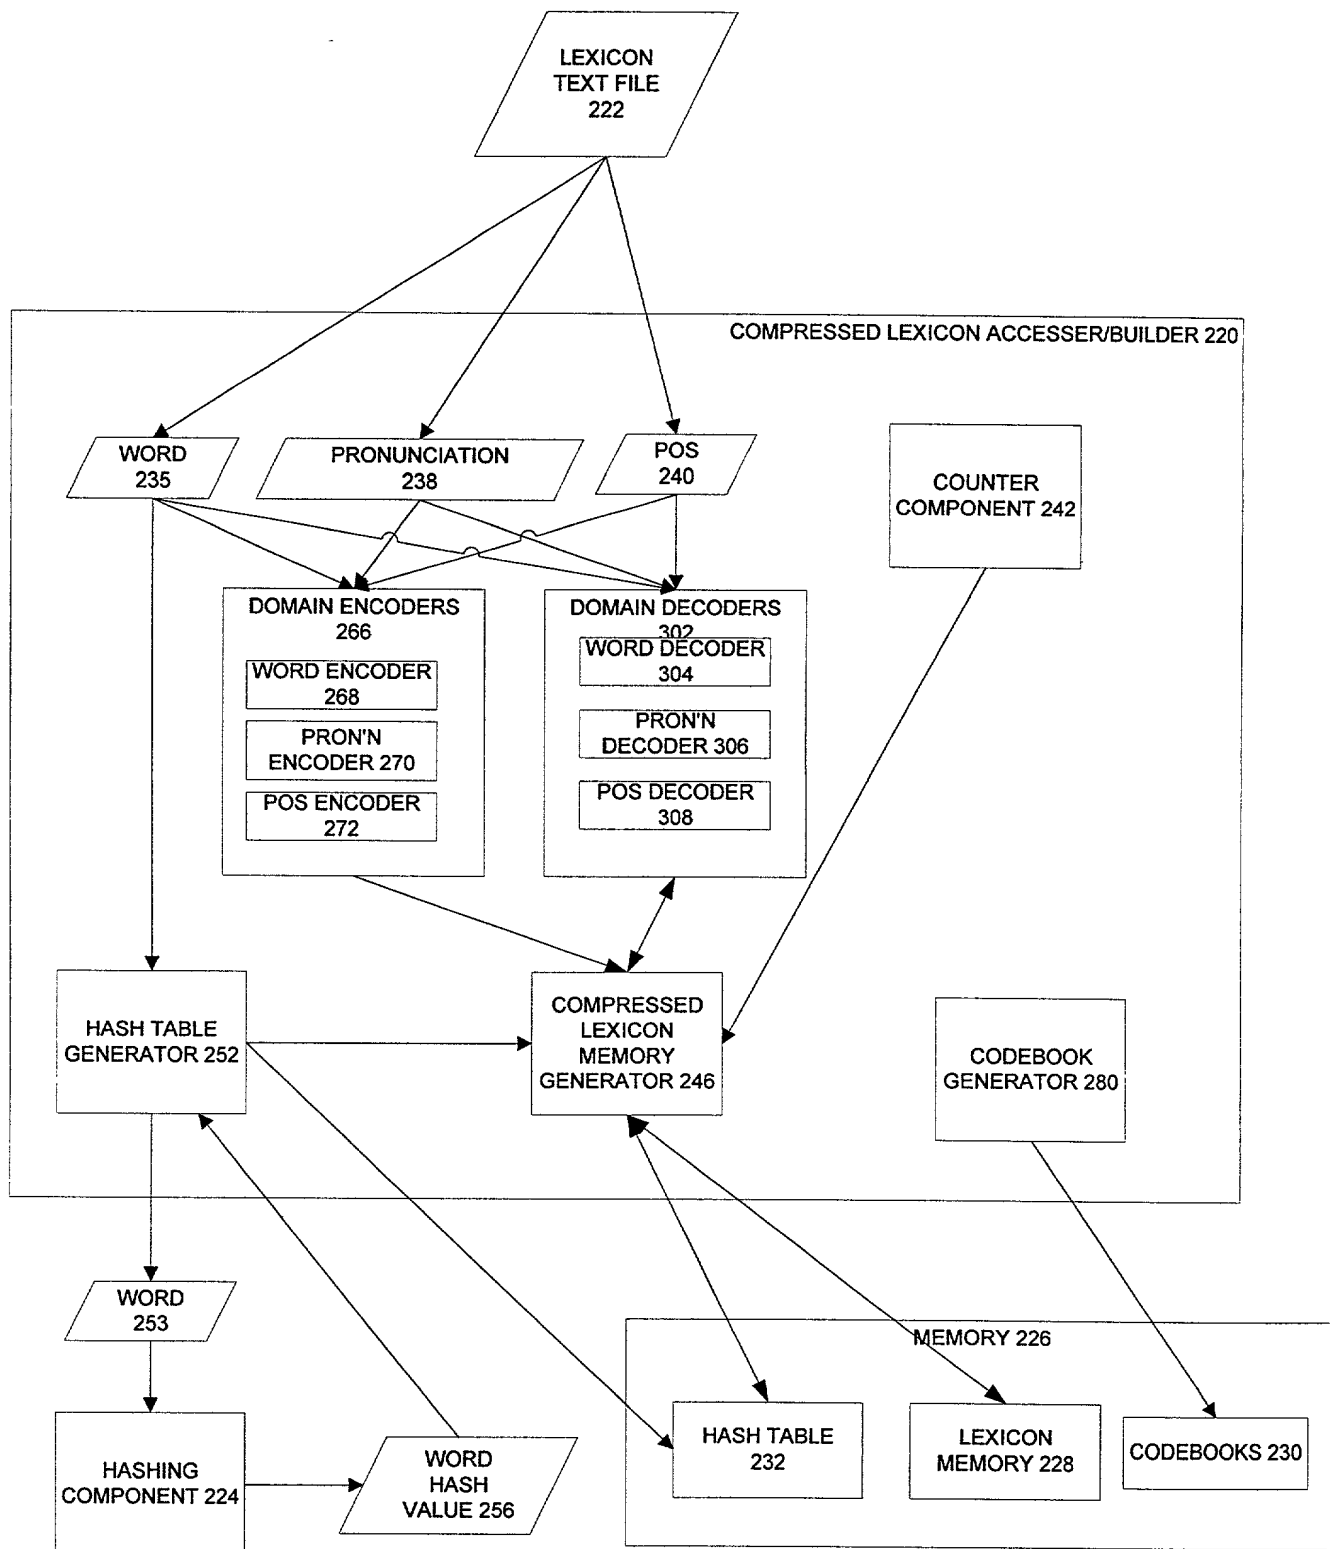 LEXICON
TEXT FILE
222
COMPRESSED LEXICON ACCESSER/BUILDER 220
WORD
235
PRONUNCIATION
238
POS
240
COUNTER
COMPONENT 242
DOMAIN ENCODERS
266
WORD ENCODER
268
PRON'N
ENCODER 270
POS ENCODER
272
DOMAIN DECODERS
302
WORD DECODER
304
PRON'N
DECODER 306
POS DECODER
308
HASH TABLE
GENERATOR 252
COMPRESSED
LEXICON
MEMORY
GENERATOR 246
CODEBOOK
GENERATOR 280
WORD
253
HASHING
COMPONENT 224
WORD
HASH
VALUE 256
MEMORY 226
HASH TABLE
232
LEXICON
MEMORY 228
CODEBOOKS 230